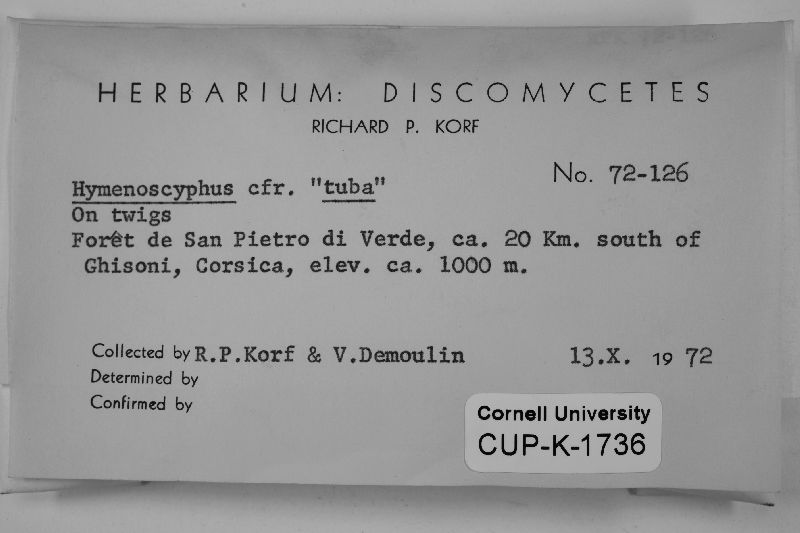 HERBARIUM: DISCOMYCETES
RICHARD P. KORF
No. 72-126
Hymenoscyphus cfr. "tuba"
On twigs
Forêt de San Pietro di Verde, ca. 20 Km. south of
Ghisoni, Corsica, elev. ca. 1000 m.
Collected by R.P.Korf & V.Demoulin 13.X. 1972
Determined by
Confirmed by
Cornell University
CUP-K-1736